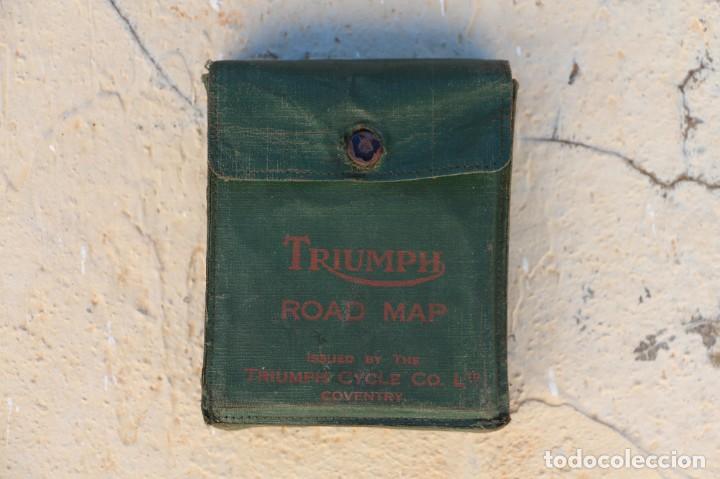 TRIUMPH
ROAD MAP
ISSUED BY THE
TRIUMPH CYCLE CO. LTD
COVENTRY.
todocoleccion